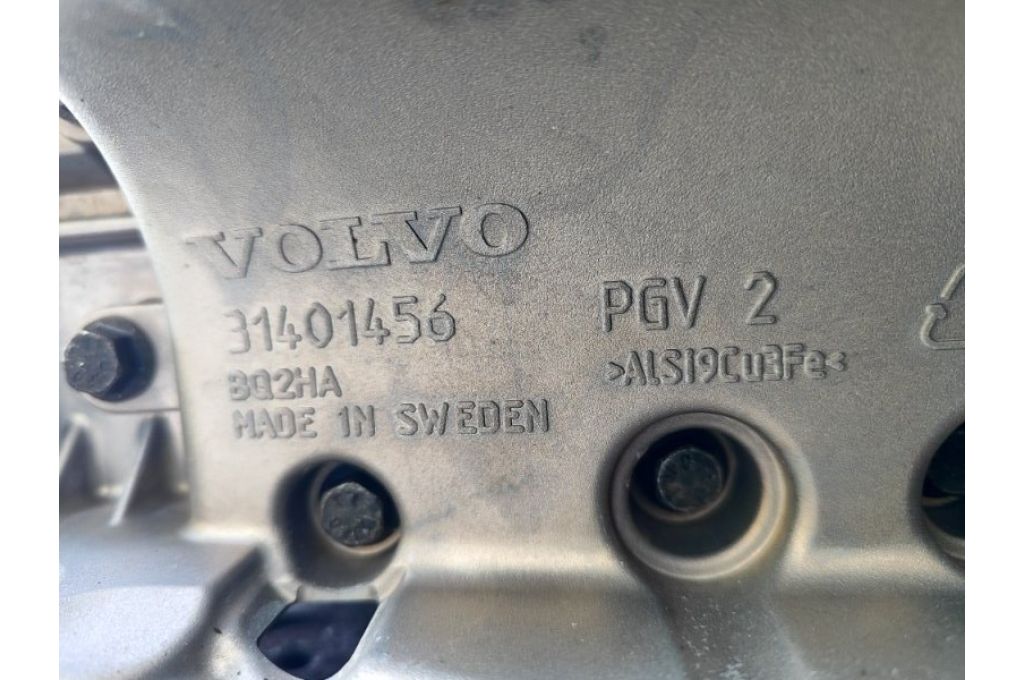 VOLVO
31401456
BQ2HA
MADE IN SWEDEN
PGV 2
>ALSI9Cu3Fe<